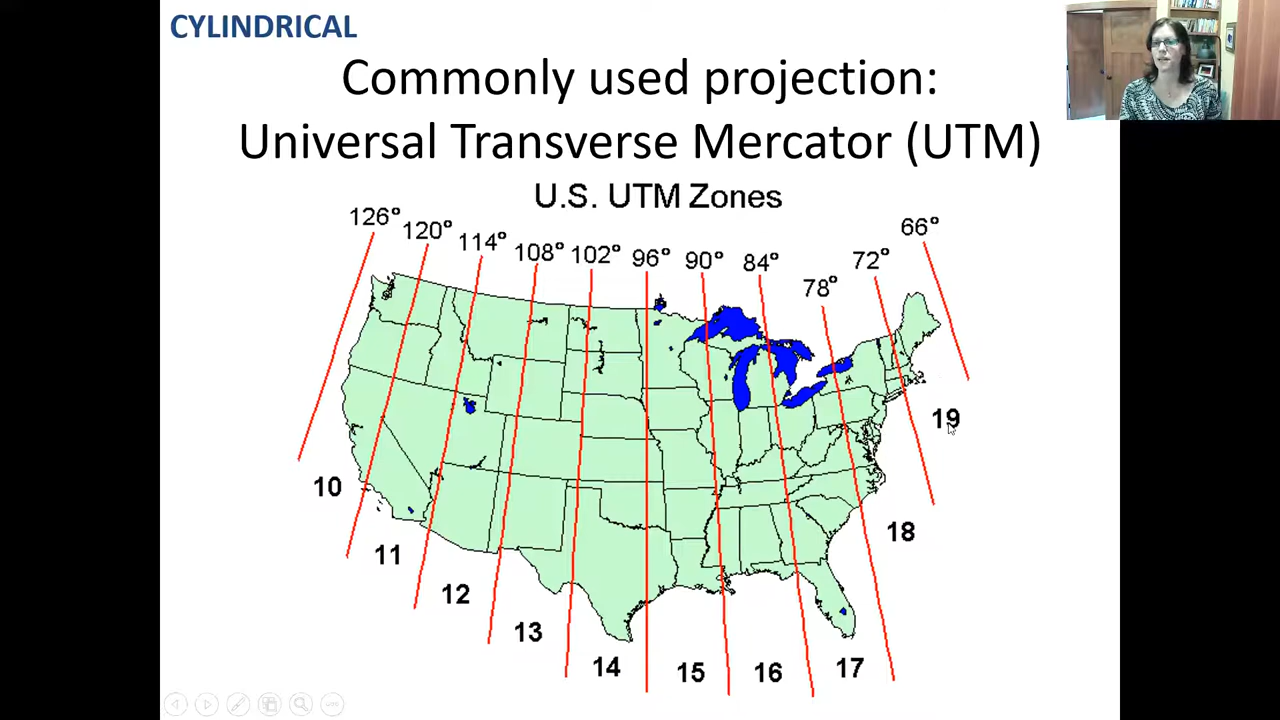 CYLINDRICAL
Commonly used projection:
Universal Transverse Mercator (UTM)
U.S. UTM Zones
126° 120° 114° 108° 102° 96° 90° 84° 78° 72° 66°
10
11
12
13
14
15
16
17
18
19